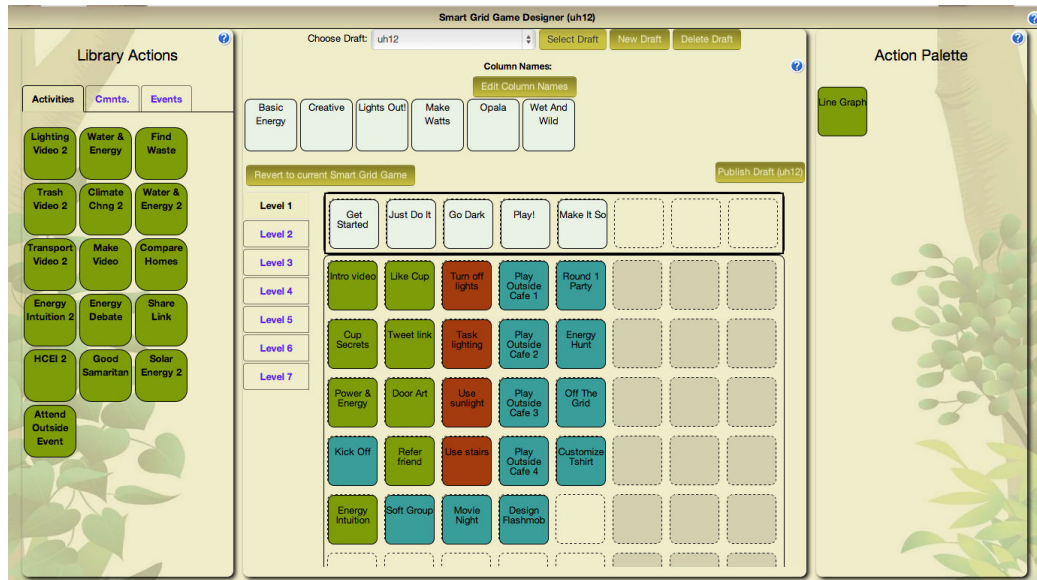 Smart Grid Game Designer (uh12)
?
Library Actions
?
Activities
Cmnts.
Events
Lighting
Video 2
Water &
Energy
Find
Waste
Trash
Video 2
Climate
Chng 2
Water &
Energy 2
Transport
Video 2
Make
Video
Compare
Homes
Energy
Intuition 2
Energy
Debate
Share
Link
HCEI 2
Good
Samaritan
Solar
Energy 2
Attend
Outside
Event
Choose Draft:
uh12
Select Draft
New Draft
Delete Draft
Column Names:
?
Edit Column Names
Basic
Energy
Creative
Lights Out!
Make
Watts
Opala
Wet And
Wild
Revert to current Smart Grid Game
Publish Draft (uh12)
Level 1
Level 2
Level 3
Level 4
Level 5
Level 6
Level 7
Get
Started
Just Do It
Go Dark
Play!
Make It So
Intro video
Like Cup
Turn off
lights
Play
Outside
Cafe 1
Round 1
Party
Cup
Secrets
Tweet link
Task
lighting
Play
Outside
Cafe 2
Energy
Hunt
Power &
Energy
Door Art
Use
sunlight
Play
Outside
Cafe 3
Off The
Grid
Kick Off
Refer
friend
Use stairs
Play
Outside
Cafe 4
Customize
Tshirt
Energy
Intuition
Soft Group
Movie
Night
Design
Flashmob
Action Palette
?
Line Graph